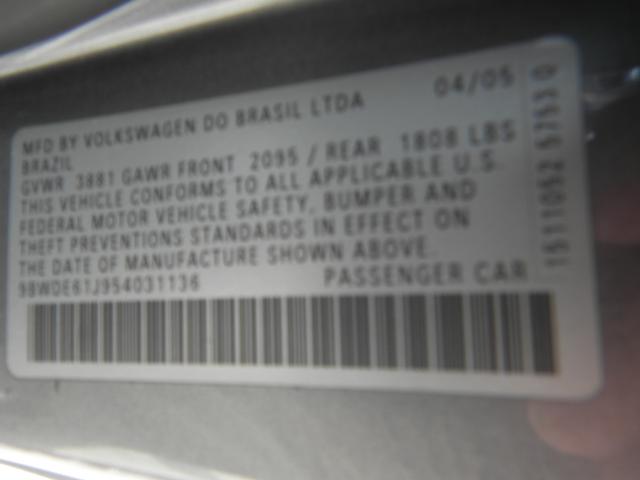 MFD BY VOLKSWAGEN DO BRASIL LTDA 04/05
BRAZIL
GVWR 3881 GAWR FRONT 2095 / REAR 1808 LBS
THIS VEHICLE CONFORMS TO ALL APPLICABLE U.S.
FEDERAL MOTOR VEHICLE SAFETY, BUMPER AND
THEFT PREVENTIONS STANDARDS IN EFFECT ON
THE DATE OF MANUFACTURE SHOWN ABOVE.
9BWDE61J954031136 PASSENGER CAR